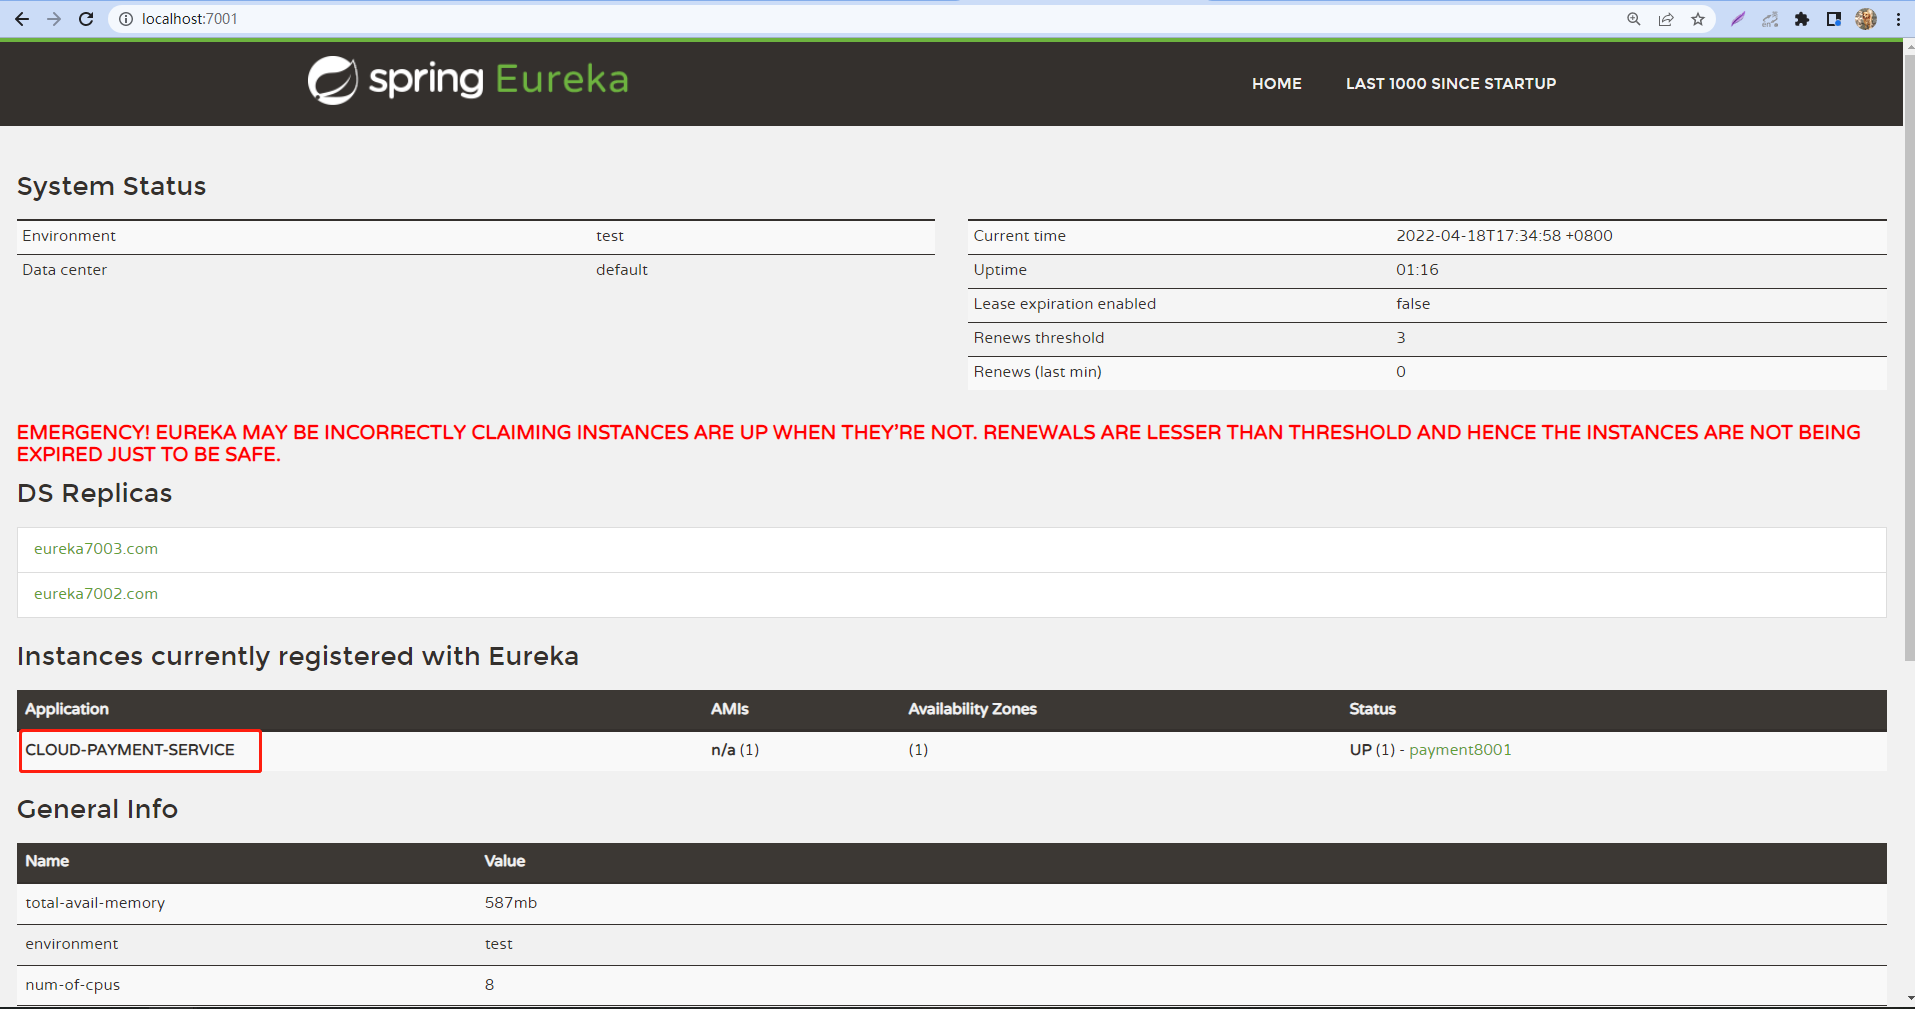 localhost:7001
spring Eureka
HOME LAST 1000 SINCE STARTUP
System Status
Environment test
Data center default
Current time 2022-04-18T17:34:58 +0800
Uptime 01:16
Lease expiration enabled false
Renews threshold 3
Renews (last min) 0
EMERGENCY! EUREKA MAY BE INCORRECTLY CLAIMING INSTANCES ARE UP WHEN THEY'RE NOT. RENEWALS ARE LESSER THAN THRESHOLD AND HENCE THE INSTANCES ARE NOT BEING
EXPIRED JUST TO BE SAFE.
DS Replicas
eureka7003.com
eureka7002.com
Instances currently registered with Eureka
Application AMIs Availability Zones Status
CLOUD-PAYMENT-SERVICE n/a (1) (1) UP (1) - payment8001
General Info
Name Value
total-avail-memory 587mb
environment test
num-of-cpus 8